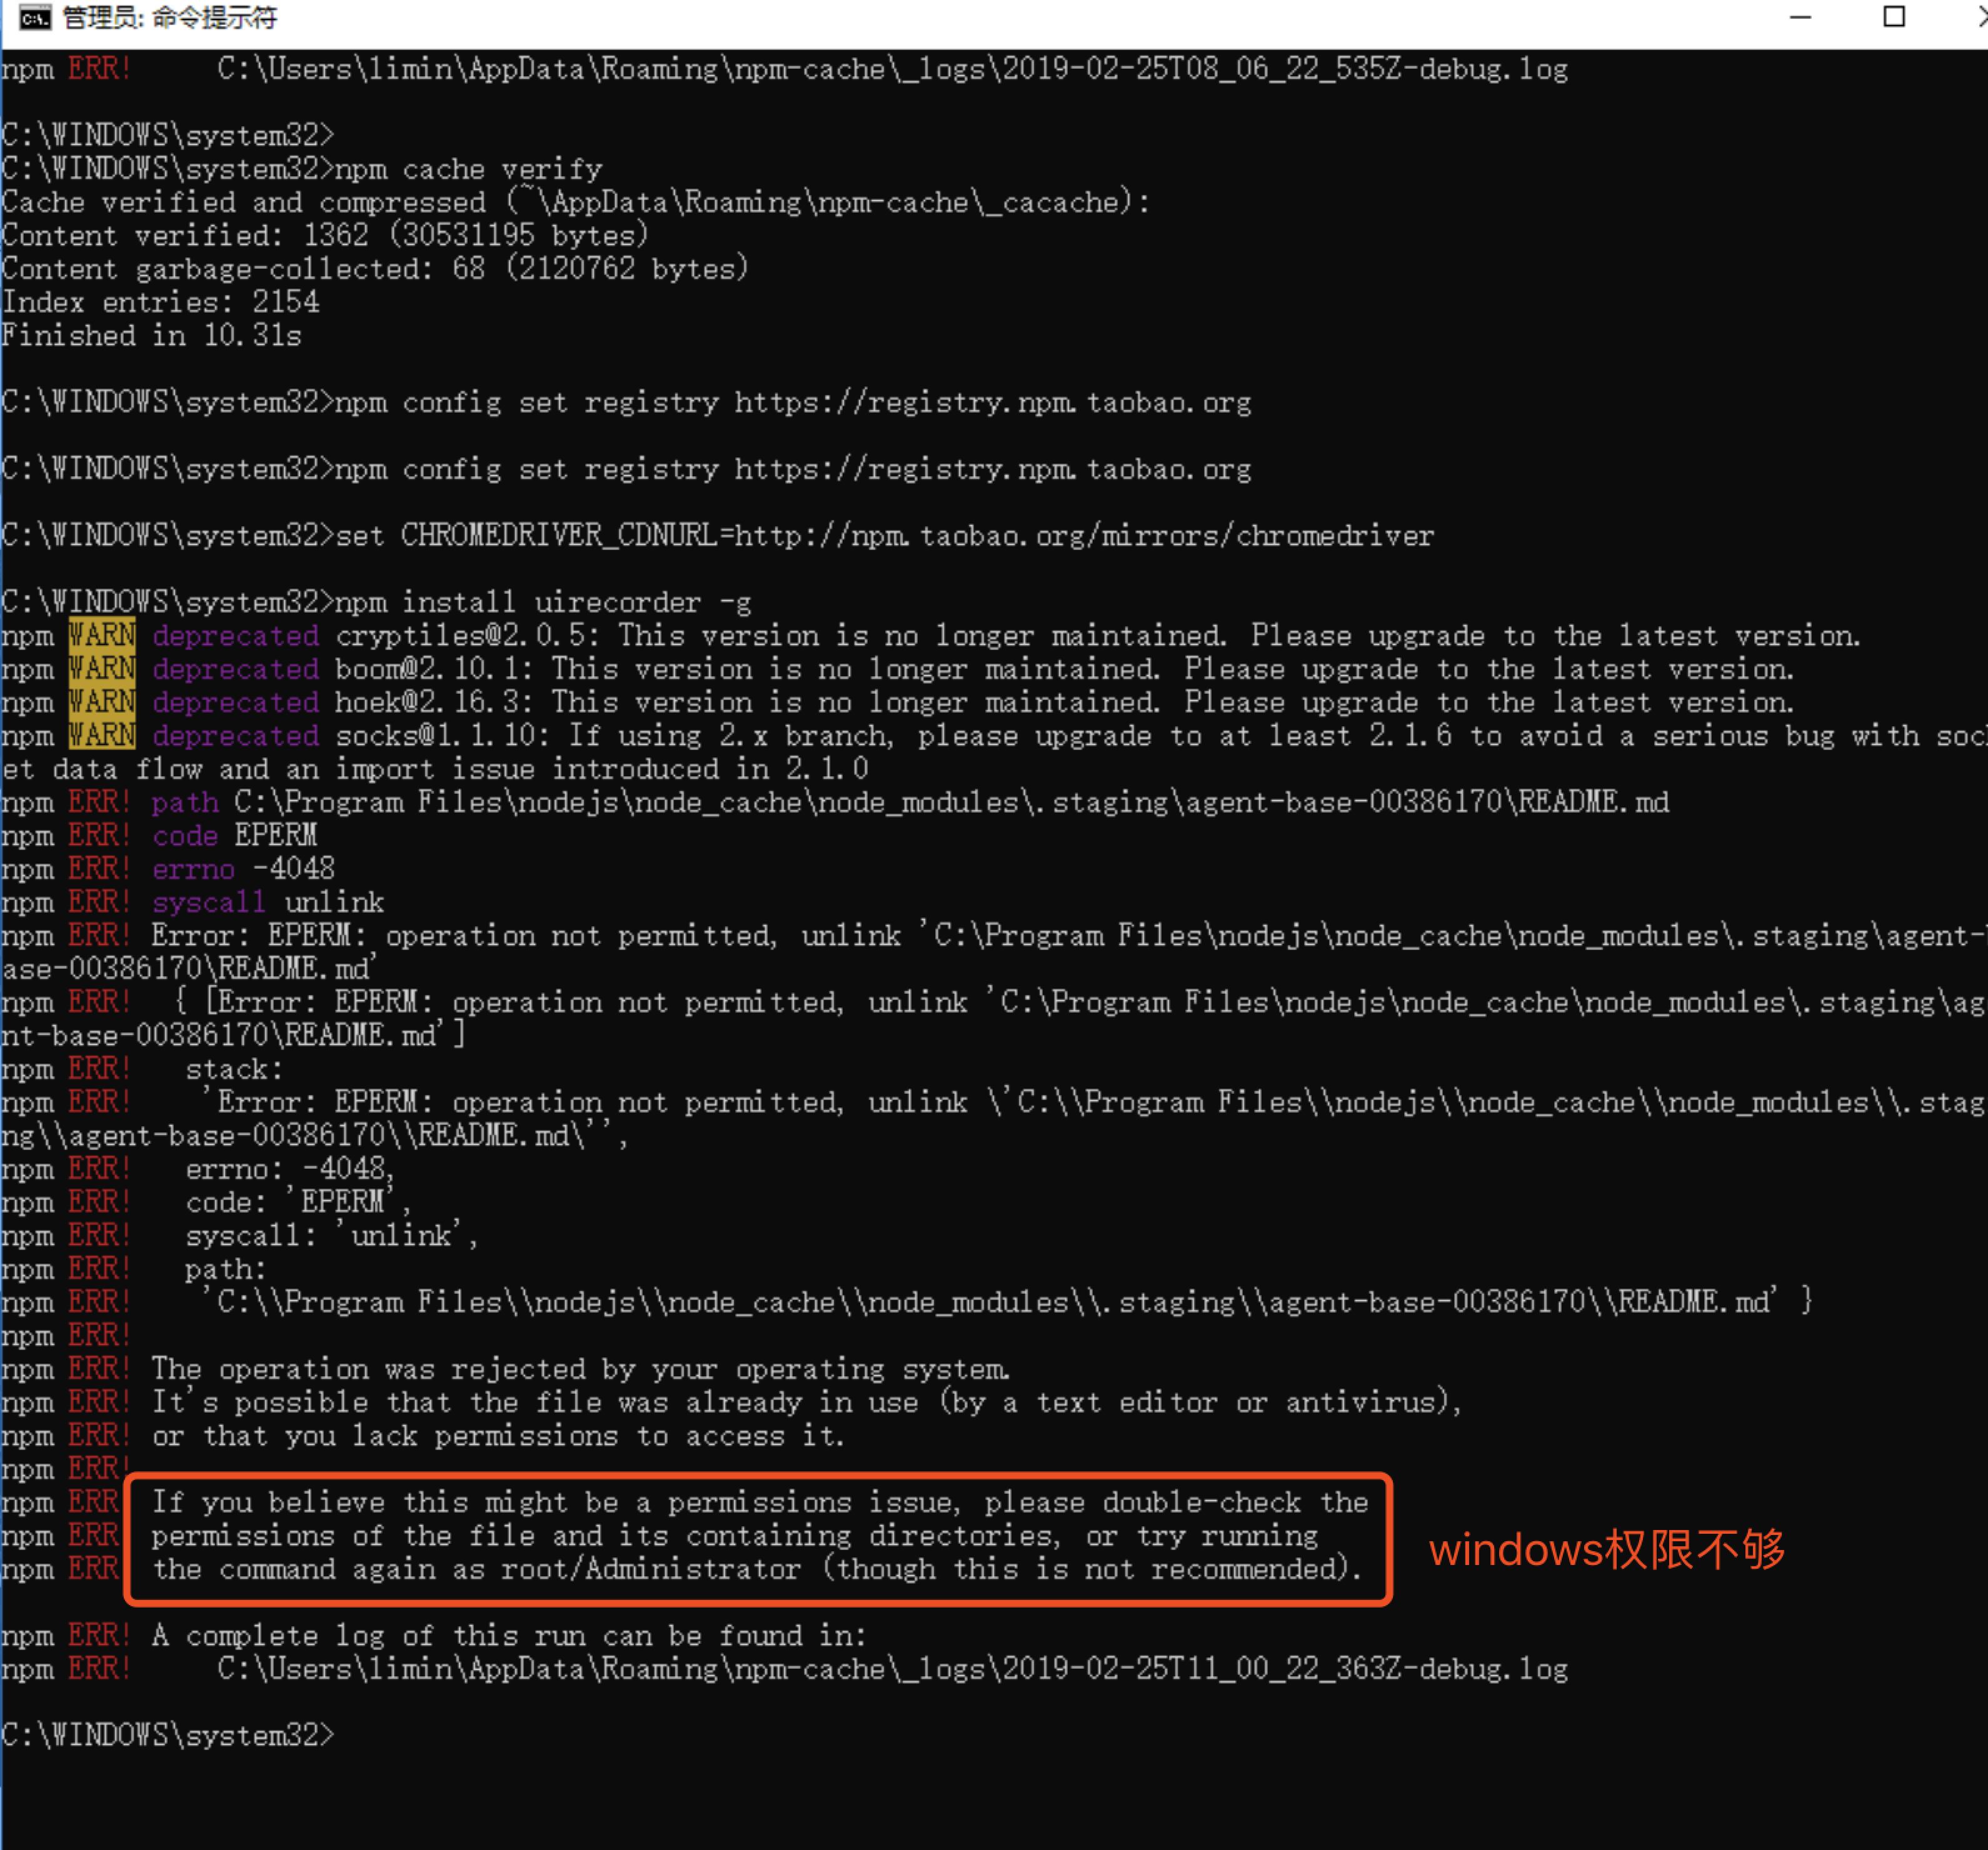 管理员: 命令提示符
npm ERR!     C:\Users\limin\AppData\Roaming\npm-cache\_logs\2019-02-25T08_06_22_535Z-debug.log
C:\WINDOWS\system32>
C:\WINDOWS\system32>npm cache verify
Cache verified and compressed (~\AppData\Roaming\npm-cache\_cacache):
Content verified: 1362 (30531195 bytes)
Content garbage-collected: 68 (2120762 bytes)
Index entries: 2154
Finished in 10.31s
C:\WINDOWS\system32>npm config set registry https://registry.npm.taobao.org
C:\WINDOWS\system32>npm config set registry https://registry.npm.taobao.org
C:\WINDOWS\system32>set CHROMEDRIVER_CDNURL=http://npm.taobao.org/mirrors/chromedriver
C:\WINDOWS\system32>npm install uirecorder -g
npm WARN deprecated cryptiles@2.0.5: This version is no longer maintained. Please upgrade to the latest version.
npm WARN deprecated boom@2.10.1: This version is no longer maintained. Please upgrade to the latest version.
npm WARN deprecated hoek@2.16.3: This version is no longer maintained. Please upgrade to the latest version.
npm WARN deprecated socks@1.1.10: If using 2.x branch, please upgrade to at least 2.1.6 to avoid a serious bug with soc
et data flow and an import issue introduced in 2.1.0
npm ERR! path C:\Program Files\nodejs\node_cache\node_modules\.staging\agent-base-00386170\README.md
npm ERR! code EPERM
npm ERR! errno -4048
npm ERR! syscall unlink
npm ERR! Error: EPERM: operation not permitted, unlink 'C:\Program Files\nodejs\node_cache\node_modules\.staging\agent-
ase-00386170\README.md'
npm ERR!  { [Error: EPERM: operation not permitted, unlink 'C:\Program Files\nodejs\node_cache\node_modules\.staging\ag
nt-base-00386170\README.md']
npm ERR!   stack:
npm ERR!    'Error: EPERM: operation not permitted, unlink \'C:\\Program Files\\nodejs\\node_cache\\node_modules\\.stag
ng\\agent-base-00386170\\README.md\'',
npm ERR!   errno: -4048,
npm ERR!   code: 'EPERM',
npm ERR!   syscall: 'unlink',
npm ERR!   path:
npm ERR!    'C:\\Program Files\\nodejs\\node_cache\\node_modules\\.staging\\agent-base-00386170\\README.md' }
npm ERR!
npm ERR! The operation was rejected by your operating system.
npm ERR! It's possible that the file was already in use (by a text editor or antivirus),
npm ERR! or that you lack permissions to access it.
npm ERR!
npm ERR If you believe this might be a permissions issue, please double-check the
npm ERR permissions of the file and its containing directories, or try running
npm ERR the command again as root/Administrator (though this is not recommended).
windows权限不够
npm ERR! A complete log of this run can be found in:
npm ERR!     C:\Users\limin\AppData\Roaming\npm-cache\_logs\2019-02-25T11_00_22_363Z-debug.log
C:\WINDOWS\system32>